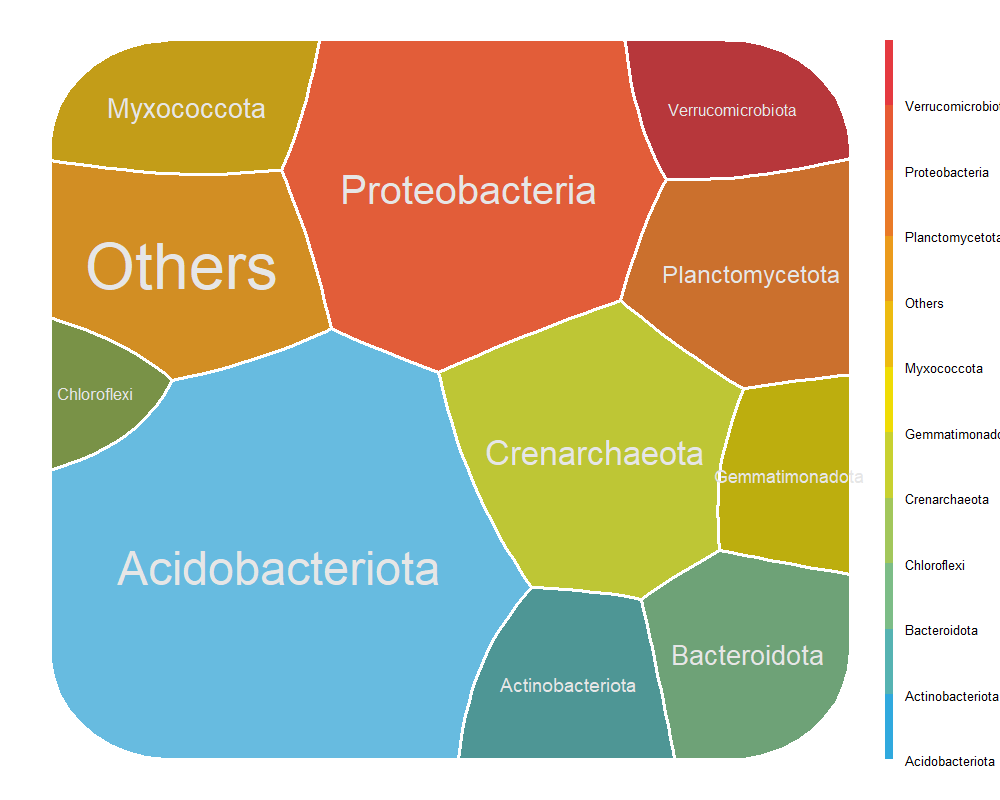 Myxococcota
Proteobacteria
Verrucomicrobiota
Others
Planctomycetota
Chloroflexi
Crenarchaeota
Gemmatimonadota
Acidobacteriota
Bacteroidota
Actinobacteriota
Verrucomicrobiot
Proteobacteria
Planctomycetota
Others
Myxococcota
Gemmatimonado
Crenarchaeota
Chloroflexi
Bacteroidota
Actinobacteriota
Acidobacteriota